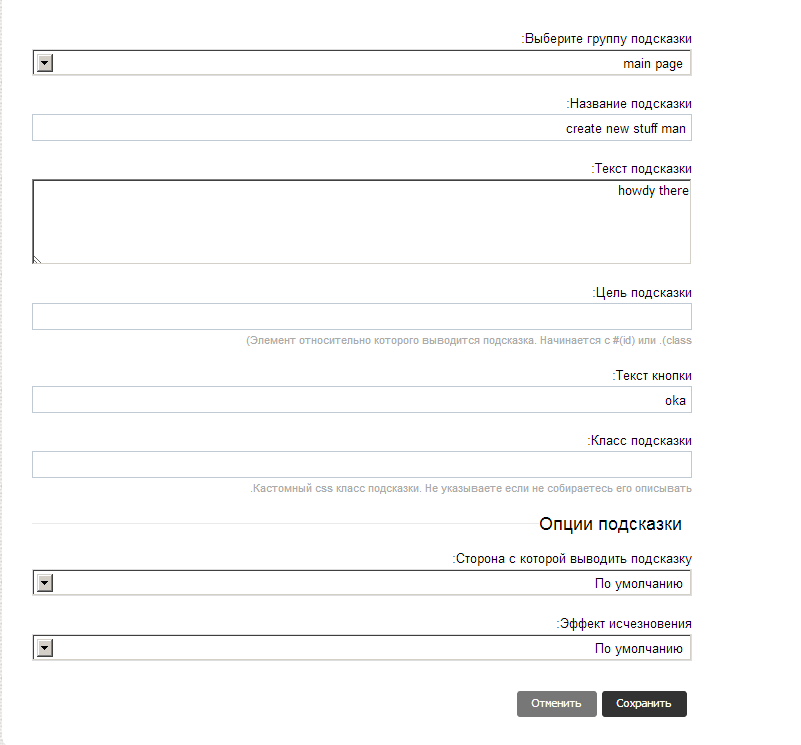 Выберите группу подсказки:
main page
Название подсказки:
create new stuff man
Текст подсказки:
howdy there
Цель подсказки:
(Элемент относительно которого выводится подсказка. Начинается с #(id) или .(class
Текст кнопки:
oka
Класс подсказки:
Кастомный css класс подсказки. Не указываете если не собираетесь его описывать.
Опции подсказки
Сторона с которой выводить подсказку:
По умолчанию
Эффект исчезновения:
По умолчанию
Отменить Сохранить